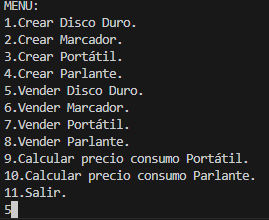 MENU:
1.Crear Disco Duro.
2.Crear Marcador.
3.Crear Portátil.
4.Crear Parlante.
5.Vender Disco Duro.
6.Vender Marcador.
7.Vender Portátil.
8.Vender Parlante.
9.Calcular precio consumo Portátil.
10.Calcular precio consumo Parlante.
11.Salir.
5